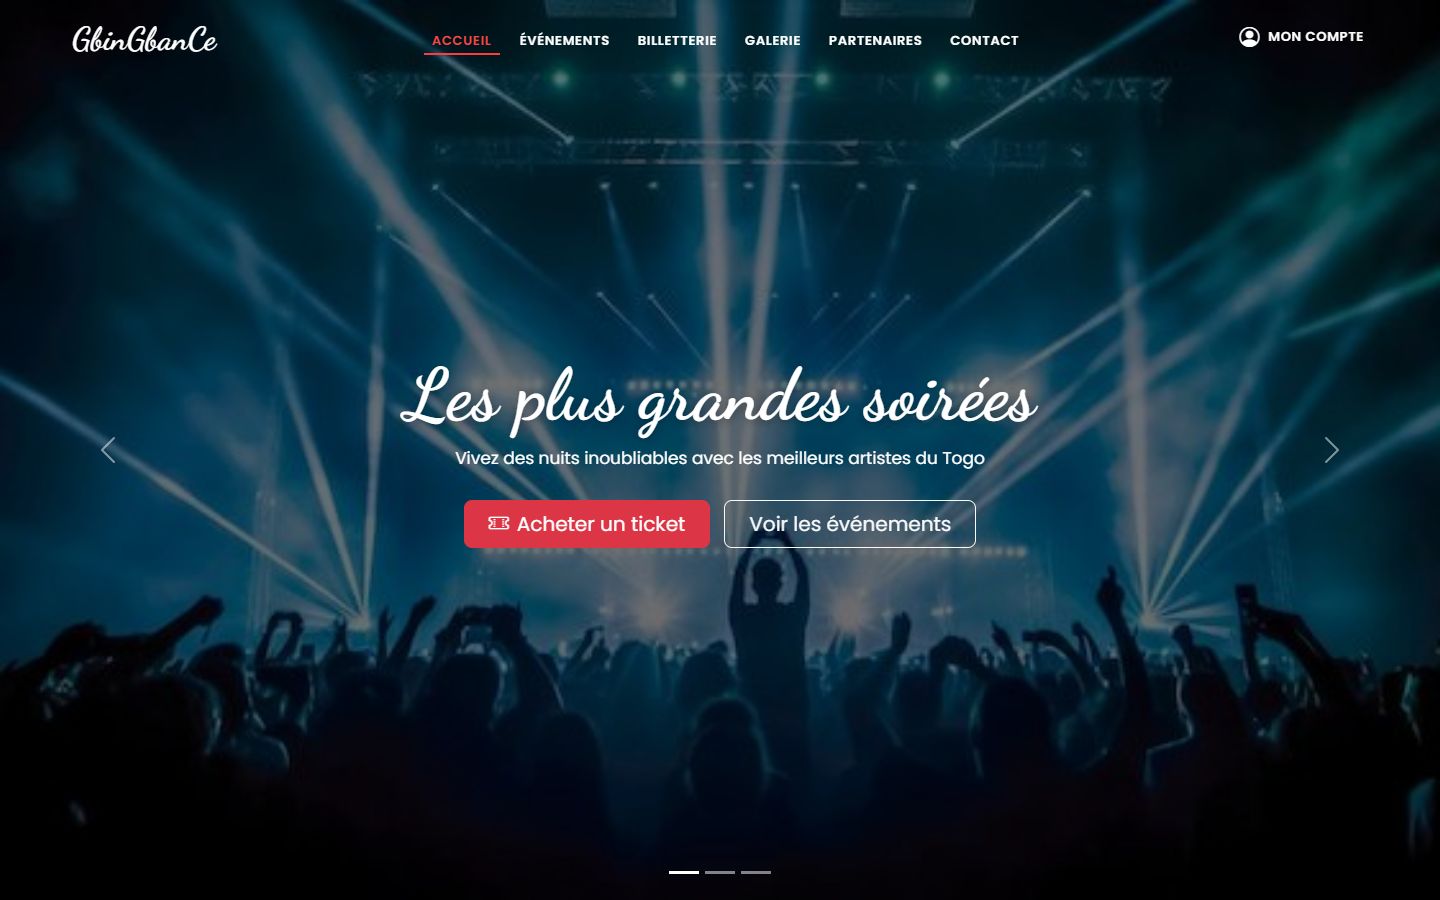 GbinGbanCe
ACCUEIL ÉVÉNEMENTS BILLETTERIE GALERIE PARTENAIRES CONTACT
MON COMPTE
Les plus grandes soirées
Vivez des nuits inoubliables avec les meilleurs artistes du Togo
Acheter un ticket
Voir les événements